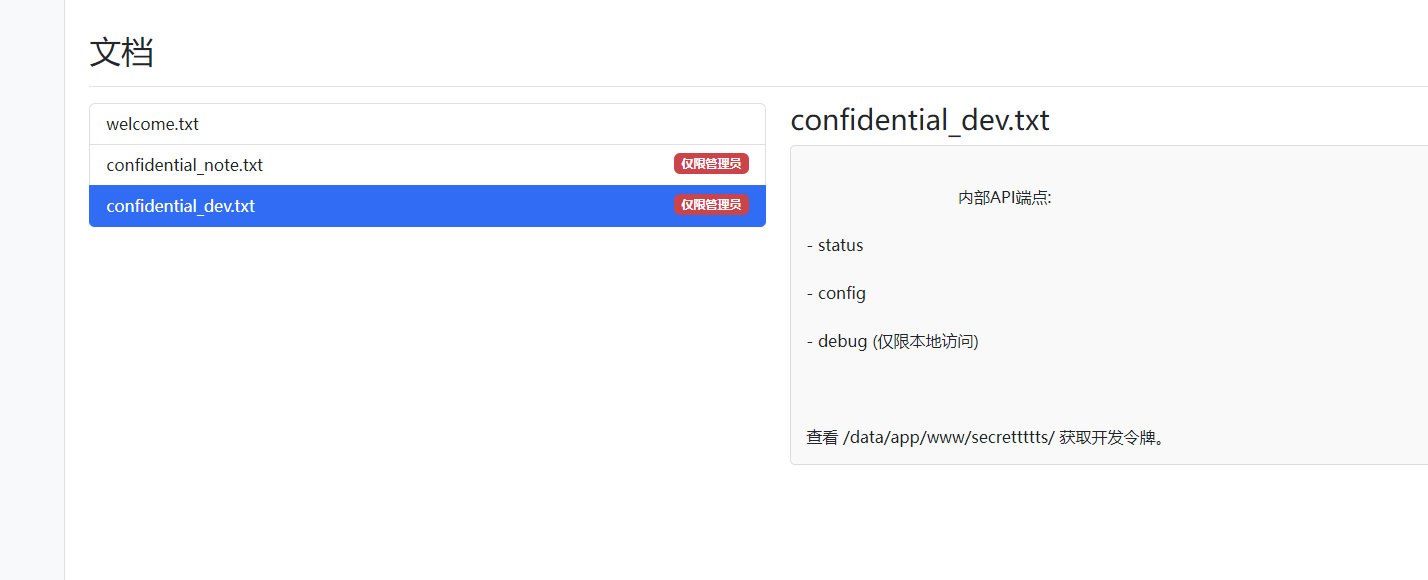 文档
welcome.txt
confidential_note.txt 仅限管理员
confidential_dev.txt 仅限管理员
confidential_dev.txt
内部API端点:
- status
- config
- debug (仅限本地访问)
查看 /data/app/www/secrettttts/ 获取开发令牌。